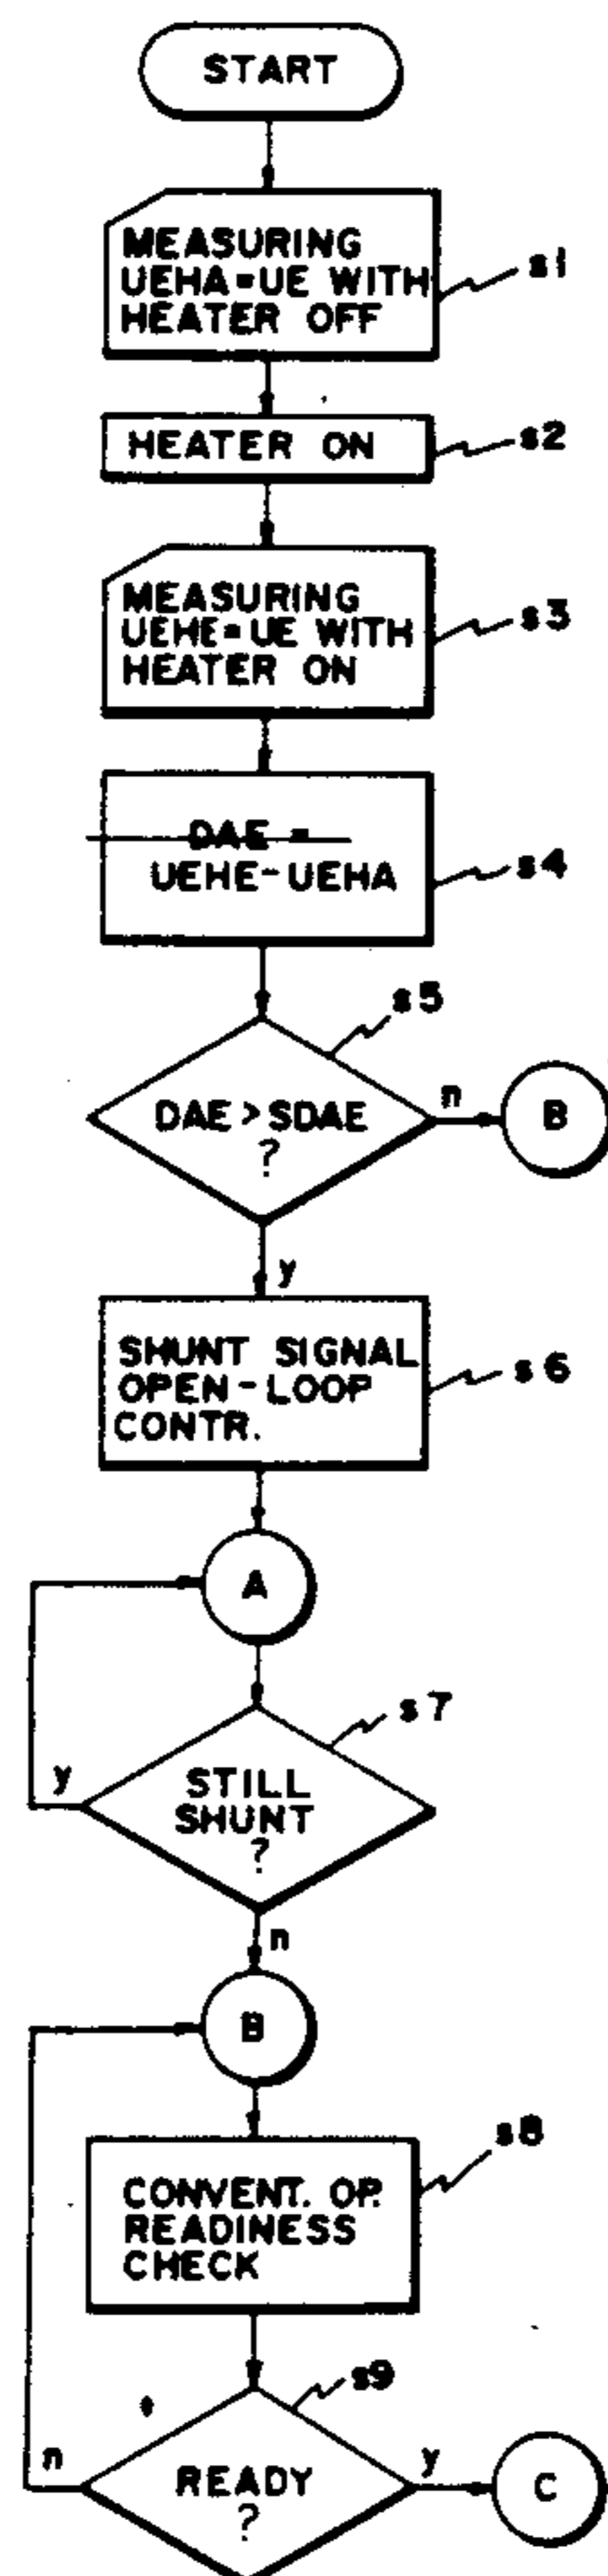 START
MEASURING
UEHA=UE WITH
HEATER OFF
s1
HEATER ON
s2
MEASURING
UEHE=UE WITH
HEATER ON
s3
DAE =
UEHE-UEHA
s4
s5
DAE > SDAE
?
n
B
y
SHUNT SIGNAL
OPEN-LOOP
CONTR.
s6
A
s7
y
STILL
SHUNT
?
n
B
s8
CONVENT. OP.
READINESS
CHECK
s9
n
READY
?
y
C